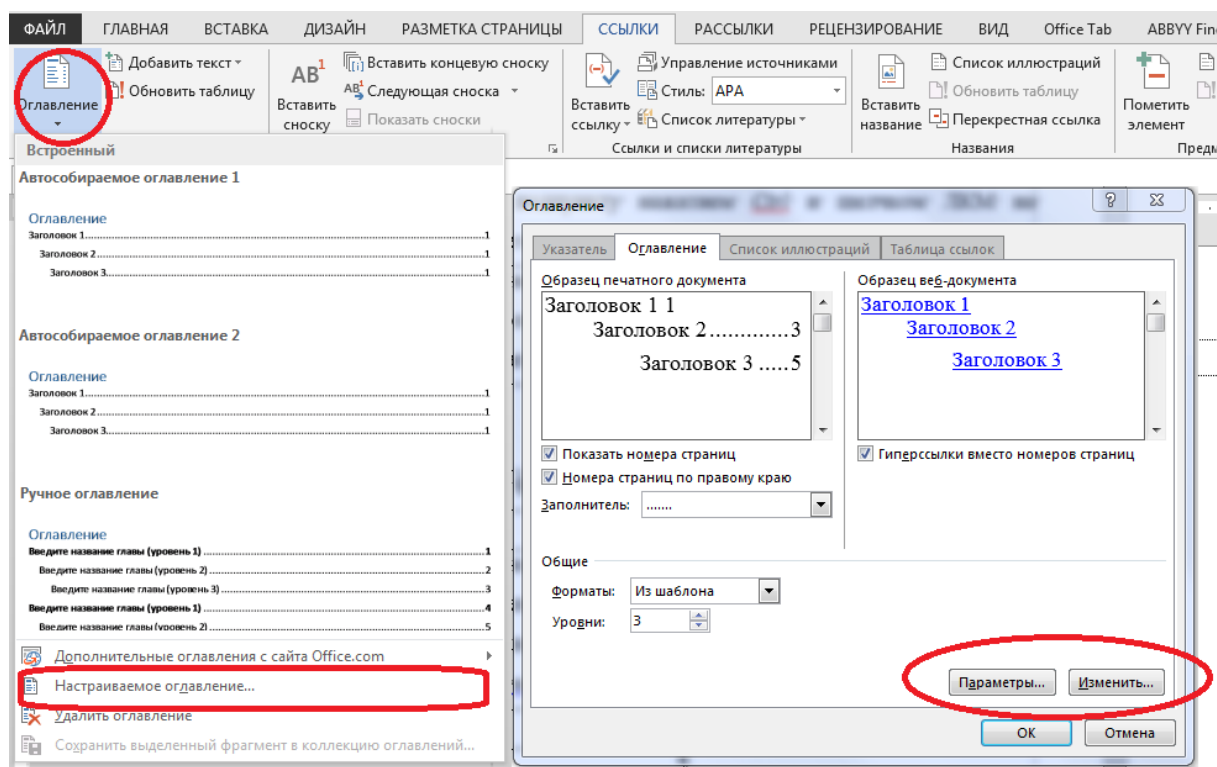 ФАЙЛ ГЛАВНАЯ ВСТАВКА ДИЗАЙН РАЗМЕТКА СТРАНИЦЫ ССЫЛКИ РАССЫЛКИ РЕЦЕНЗИРОВАНИЕ ВИД Office Tab ABBYY Fin
Оглавление
Добавить текст
Обновить таблицу
AB1
Вставить
сноску
Вставить концевую сноску
AB1 Следующая сноска
Показать сноски
Вставить
ссылку
Управление источниками
Стиль: APA
Список литературы
Ссылки и списки литературы
Вставить
название
Список иллюстраций
Обновить таблицу
Перекрестная ссылка
Названия
Пометить
элемент
Предм
Встроенный
Автособираемое оглавление 1
Оглавление
Заголовок 1 1
Заголовок 2 1
Заголовок 3 1
Автособираемое оглавление 2
Оглавление
Заголовок 1 1
Заголовок 2 1
Заголовок 3 1
Ручное оглавление
Оглавление
Введите название главы (уровень 1) 1
Введите название главы (уровень 2) 2
Введите название главы (уровень 3) 3
Введите название главы (уровень 1) 4
Введите название главы (уровень 2) 5
Дополнительные оглавления с сайта Office.com
Настраиваемое оглавление...
Удалить оглавление
Сохранить выделенный фрагмент в коллекцию оглавлений...
Оглавление
Указатель Оглавление Список иллюстраций Таблица ссылок
Образец печатного документа
Заголовок 1 1
Заголовок 2.............3
Заголовок 3 .....5
Образец веб-документа
Заголовок 1
Заголовок 2
Заголовок 3
Показать номера страниц
Номера страниц по правому краю
Заполнитель: .......
Гиперссылки вместо номеров страниц
Общие
Форматы: Из шаблона
Уровни: 3
Параметры... Изменить...
ОК Отмена